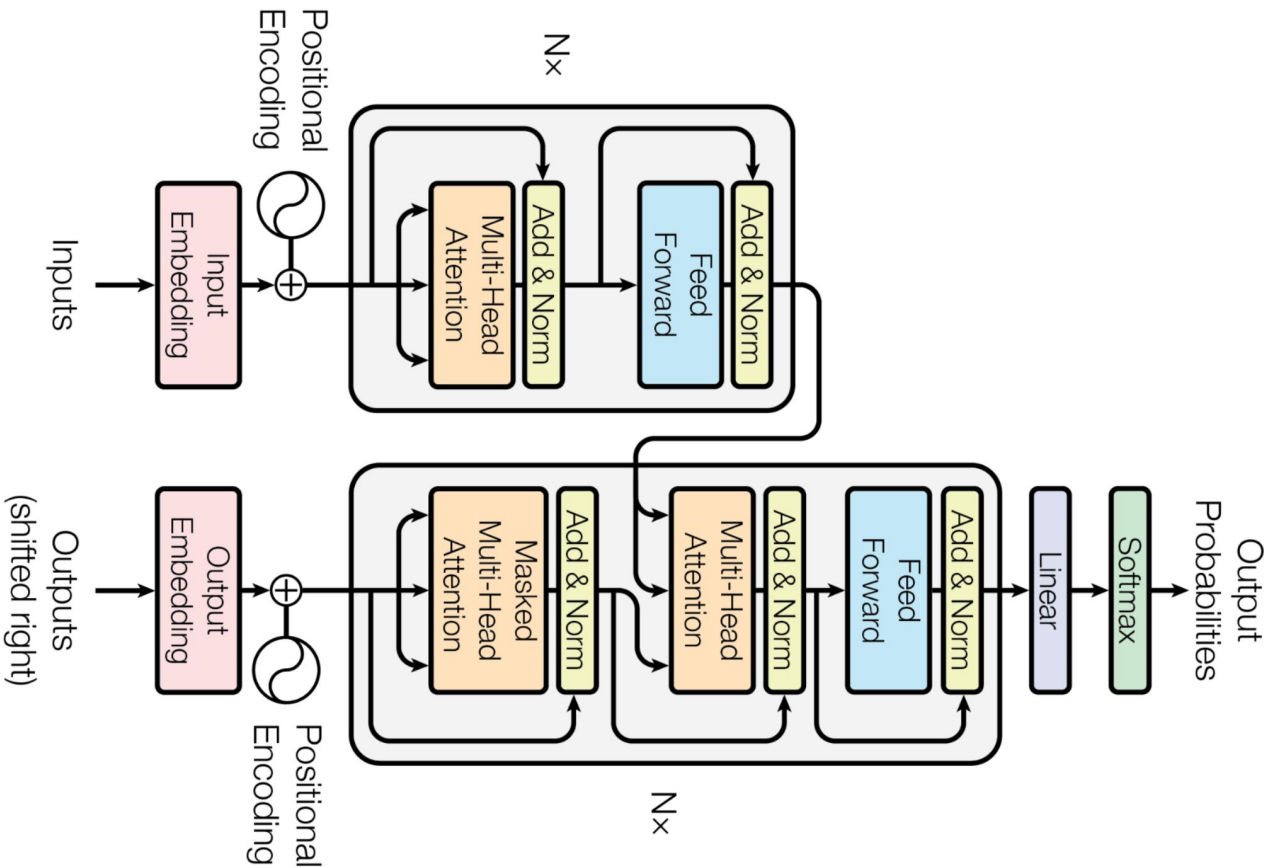 Output
Probabilities
Softmax
Linear
Add & Norm
Feed
Forward
Add & Norm
Multi-Head
Attention
Add & Norm
Masked
Multi-Head
Attention
Nx
Positional
Encoding
Output
Embedding
Outputs
(shifted right)
Add & Norm
Feed
Forward
Add & Norm
Multi-Head
Attention
Nx
Positional
Encoding
Input
Embedding
Inputs